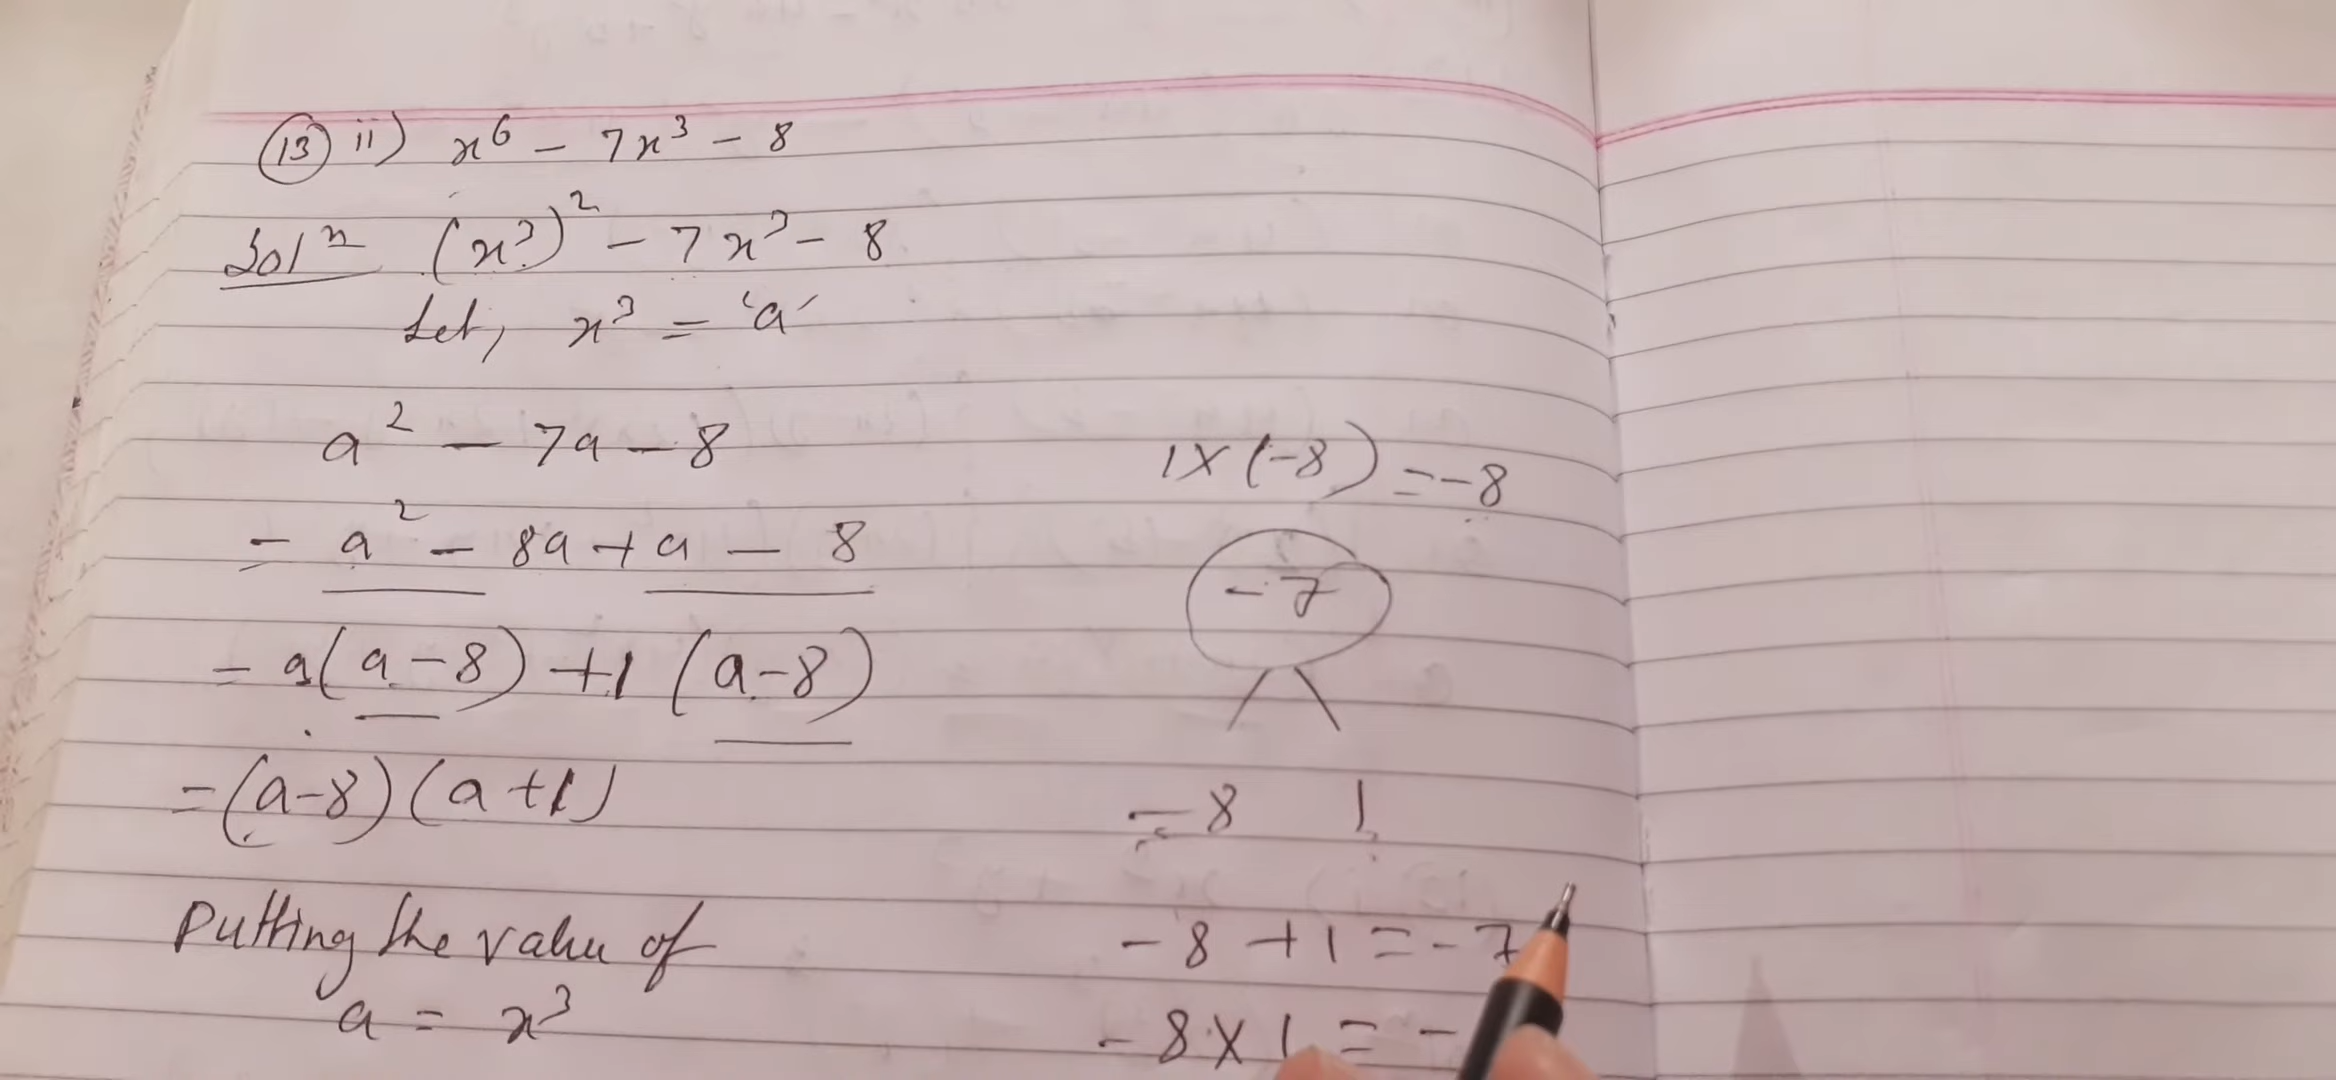 13 ii) x⁶ - 7x³ - 8
Solⁿ (x³)² - 7x³ - 8
Let, x³ = 'a'
a² - 7a - 8
= a² - 8a + a - 8
= a(a-8) +1 (a-8)
= (a-8) (a+1)
Putting the value of
a = x³
1 X (-8) = -8
-7
-8 1
-8 + 1 = -7
-8 X 1 = -